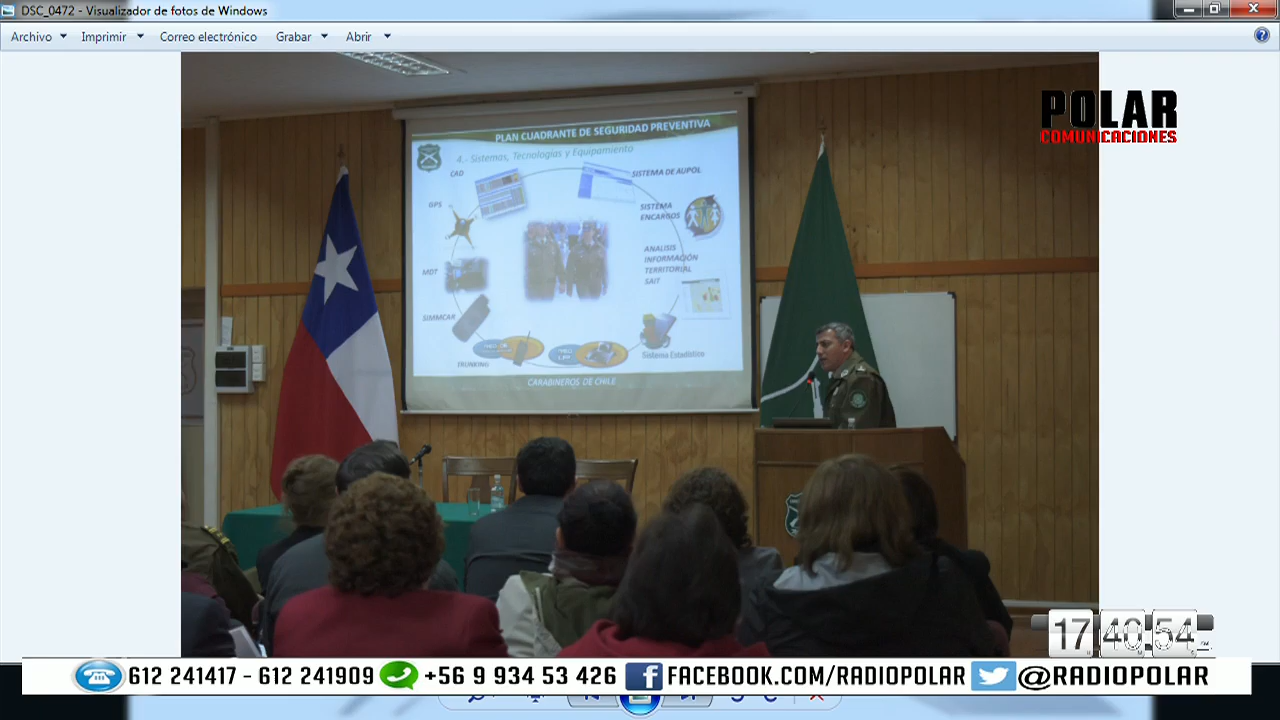 DSC_0472 - Visualizador de fotos de Windows
Archivo Imprimir Correo electrónico Grabar Abrir
POLAR
COMUNICACIONES
PLAN CUADRANTE DE SEGURIDAD PREVENTIVA
4.- Sistemas, Tecnologías y Equipamiento
CAD
SISTEMA DE AUPOL
GPS
SISTEMA
ENCARGOS
ANALISIS
INFORMACIÓN
TERRITORIAL
SAIT
MDT
SIMMCAR
TRUNKING
Sistema Estadístico
CARABINEROS DE CHILE
17 40 54
612 241417 - 612 241909 +56 9 934 53 426 FACEBOOK.COM/RADIOPOLAR @RADIOPOLAR